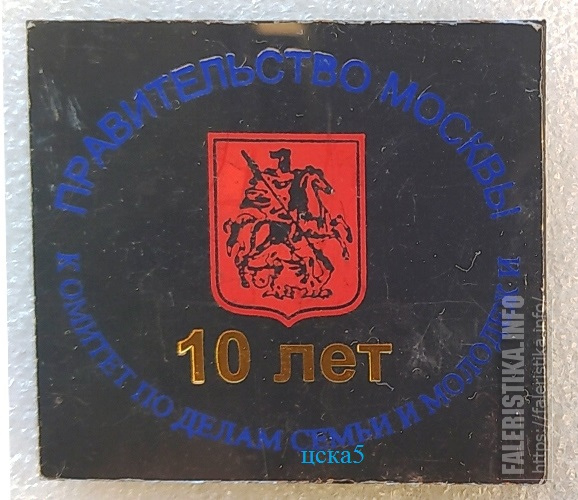 ПРАВИТЕЛЬСТВО МОСКВЫ
10 лет
КОМИТЕТ ПО ДЕЛАМ СЕМЬИ И МОЛОДЕЖИ
цска5
FALERISTIKA.INFO
https://faleristika.info/